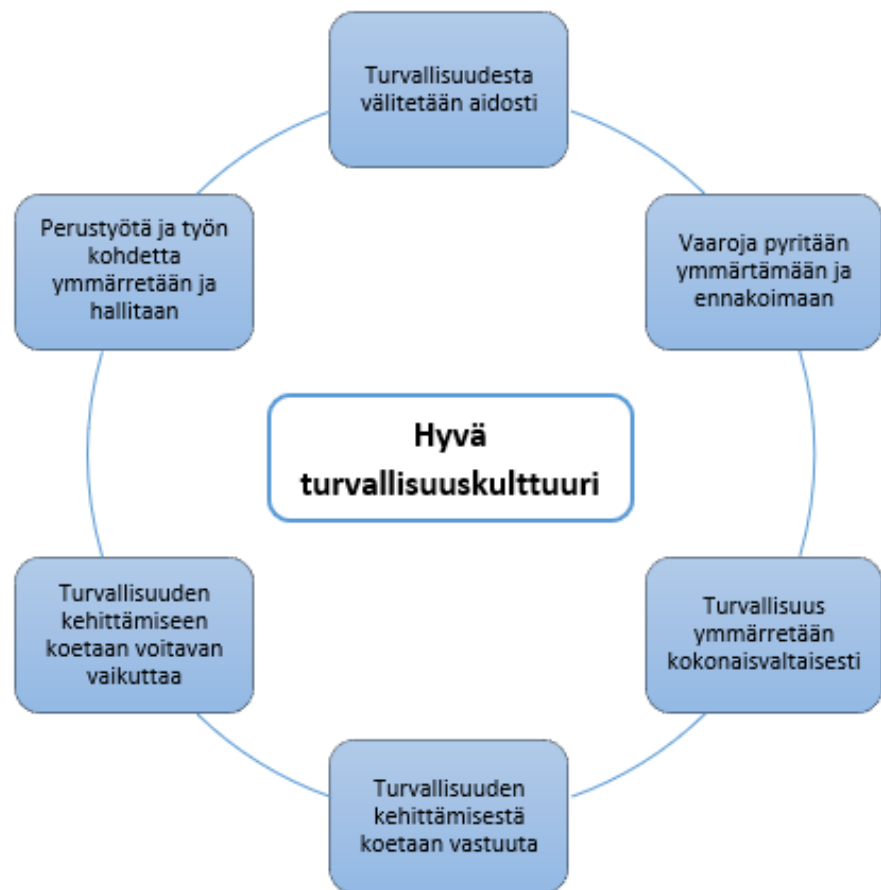 Turvallisuudesta
välitetään aidosti
Vaaroja pyritään
ymmärtämään ja
ennakoimaan
Turvallisuus
ymmärretään
kokonaisvaltaisesti
Turvallisuuden
kehittämisestä
koetaan vastuuta
Turvallisuuden
kehittämiseen
koetaan voitavan
vaikuttaa
Perustyötä ja työn
kohdetta
ymmärretään ja
hallitaan
Hyvä
turvallisuuskulttuuri